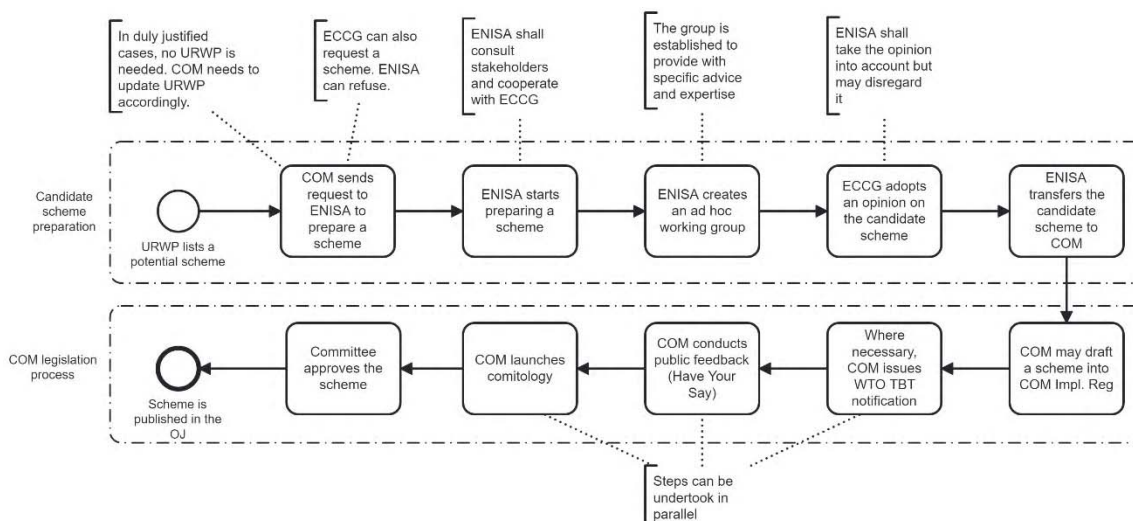 In duly justified
cases, no URWP is
needed. COM needs to
update URWP
accordingly.
ECCG can also
request a
scheme. ENISA
can refuse.
ENISA shall
consult
stakeholders
and cooperate
with ECCG
The group is
established to
provide with
specific advice
and expertise
ENISA shall
take the opinion
into account but
may disregard
it
Candidate
scheme
preparation
URWP lists a
potential scheme
COM sends
request to
ENISA to
prepare a
scheme
ENISA starts
preparing a
scheme
ENISA creates
an ad hoc
working group
ECCG adopts
an opinion on
the candidate
scheme
ENISA
transfers the
candidate
scheme to
COM
COM legislation
process
Scheme is
published in the
OJ
Committee
approves the
scheme
COM launches
comitology
COM conducts
public feedback
(Have Your
Say)
Where
necessary,
COM issues
WTO TBT
notification
COM may draft
a scheme into
COM Impl. Reg
Steps can be
undertook in
parallel